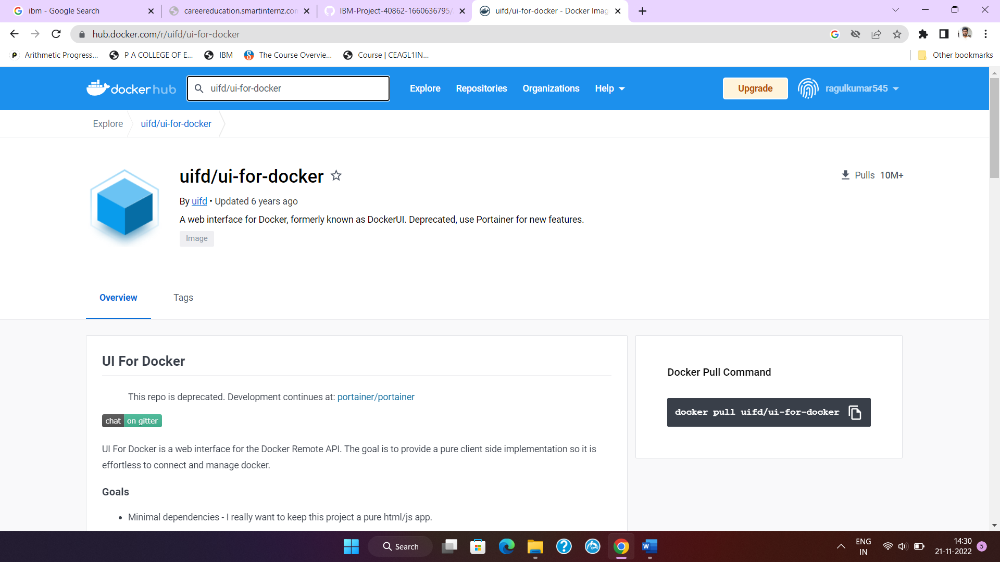 ibm - Google Search
careereducation.smartinternz.con
IBM-Project-40862-1660636795/
uifd/ui-for-docker - Docker Imag
hub.docker.com/r/uifd/ui-for-docker
Arithmetic Progress...
P A COLLEGE OF E...
IBM
The Course Overvie...
Course | CEAGL1IN...
Other bookmarks
docker hub
uifd/ui-for-docker
Explore
Repositories
Organizations
Help
Upgrade
ragulkumar545
Explore
uifd/ui-for-docker
uifd/ui-for-docker
Pulls 10M+
By uifd • Updated 6 years ago
A web interface for Docker, formerly known as DockerUI. Deprecated, use Portainer for new features.
Image
Overview
Tags
UI For Docker
This repo is deprecated. Development continues at: portainer/portainer
chat on gitter
UI For Docker is a web interface for the Docker Remote API. The goal is to provide a pure client side implementation so it is
effortless to connect and manage docker.
Goals
• Minimal dependencies - I really want to keep this project a pure html/js app.
Docker Pull Command
docker pull uifd/ui-for-docker
Search
ENG
IN
14:30
21-11-2022
5